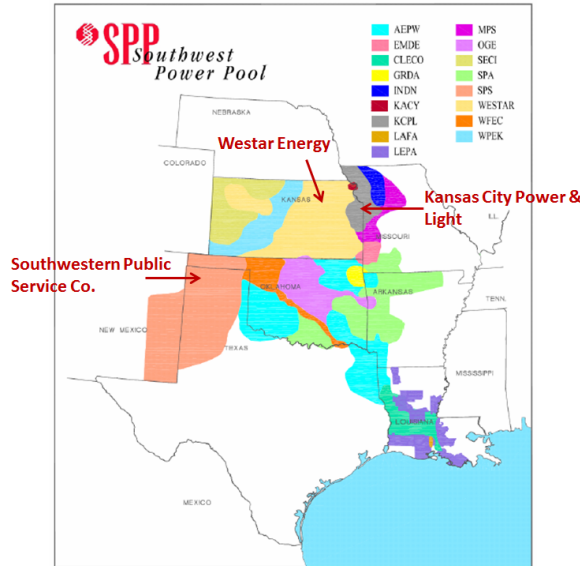 SPP
Southwest
Power Pool
AEPW
EMDE
CLECO
GRDA
INDN
KACY
KCPL
LAFA
LEPA
MPS
OGE
SECI
SPA
SPS
WESTAR
WFEC
WPEK
NEBRASKA
Westar Energy
COLORADO
KANSAS
Kansas City Power &
Light
ILL.
MISSOURI
Southwestern Public
Service Co.
OKLAHOMA
ARKANSAS
TENN.
NEW MEXICO
TEXAS
MISSISSIPPI
LOUISIANA
MEXICO